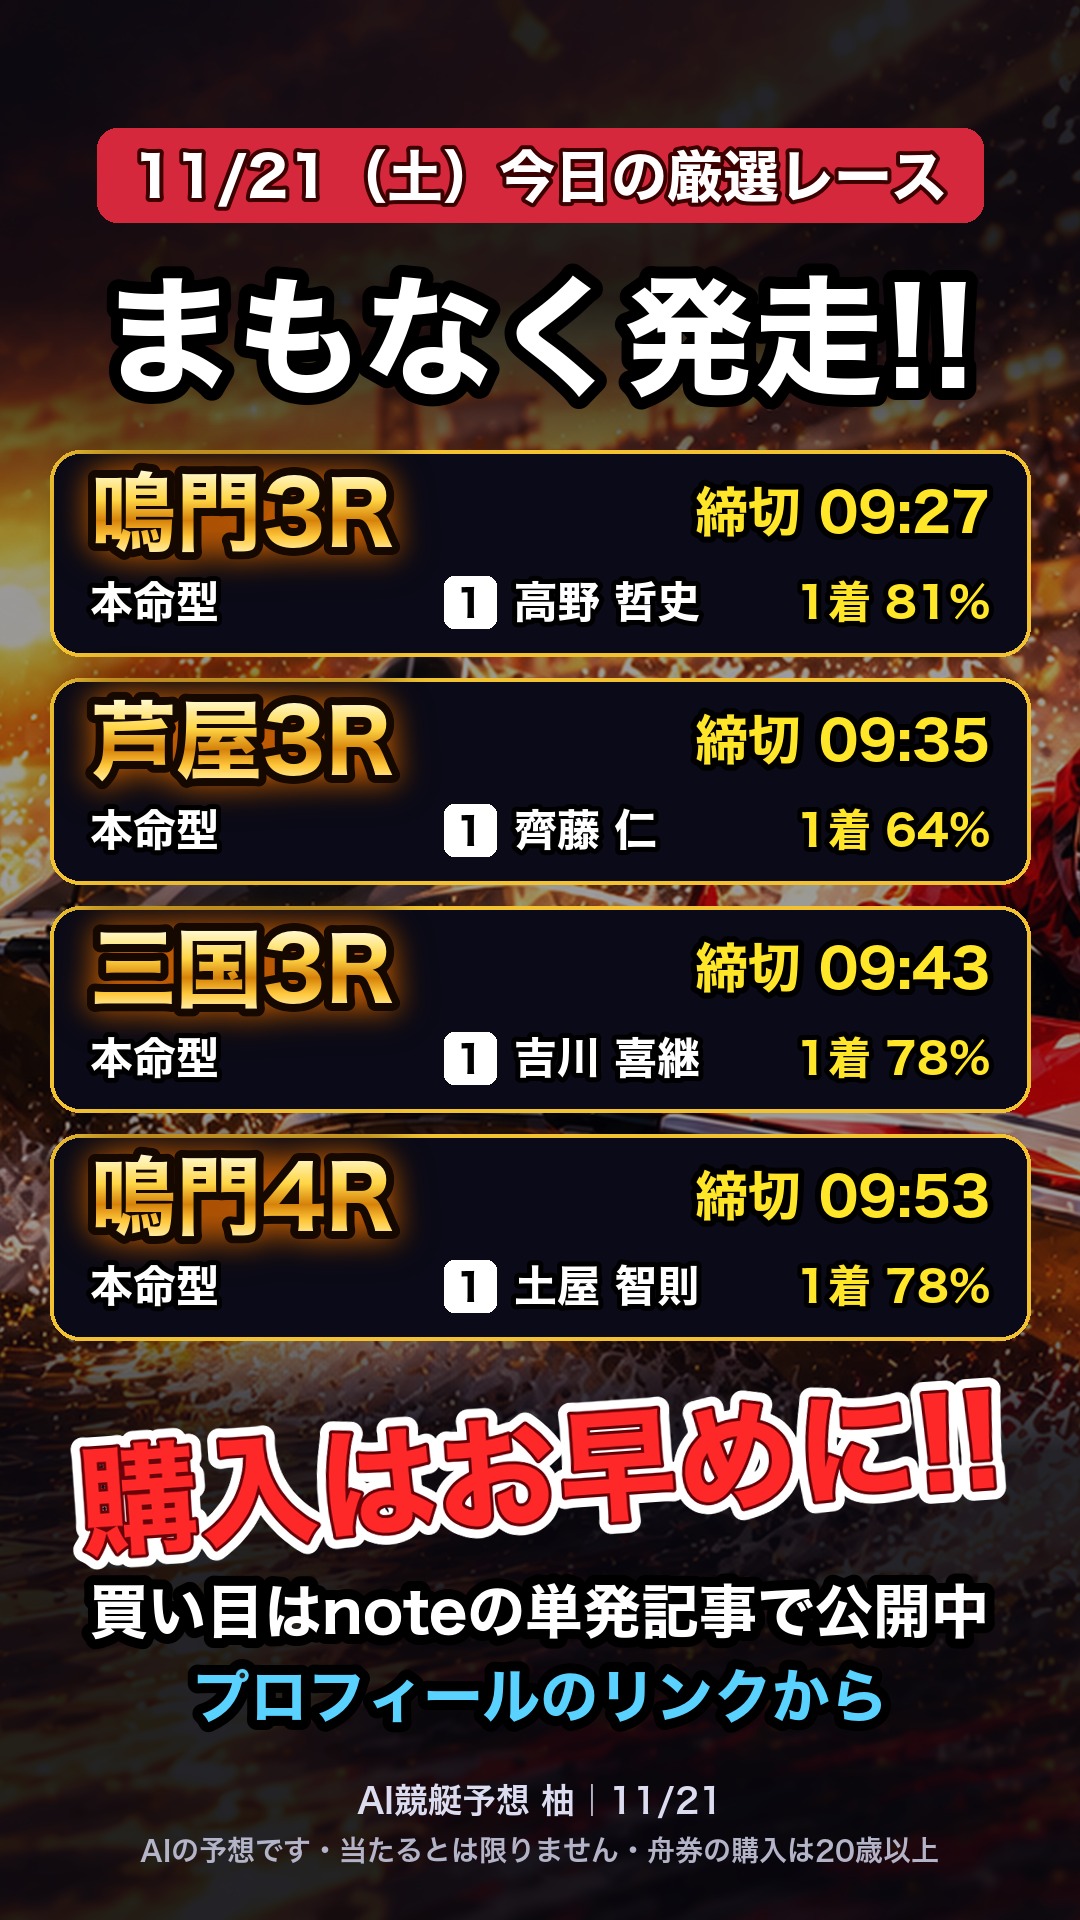 11/21（土）今日の厳選レース
まもなく発走!!
鳴門3R 締切 09:27
本命型 1 高野 哲史 1着 81%
芦屋3R 締切 09:35
本命型 1 齊藤 仁 1着 64%
三国3R 締切 09:43
本命型 1 吉川 喜継 1着 78%
鳴門4R 締切 09:53
本命型 1 土屋 智則 1着 78%
購入はお早めに!!
買い目はnoteの単発記事で公開中
プロフィールのリンクから
AI競艇予想 柚｜11/21
AIの予想です・当たるとは限りません・舟券の購入は20歳以上